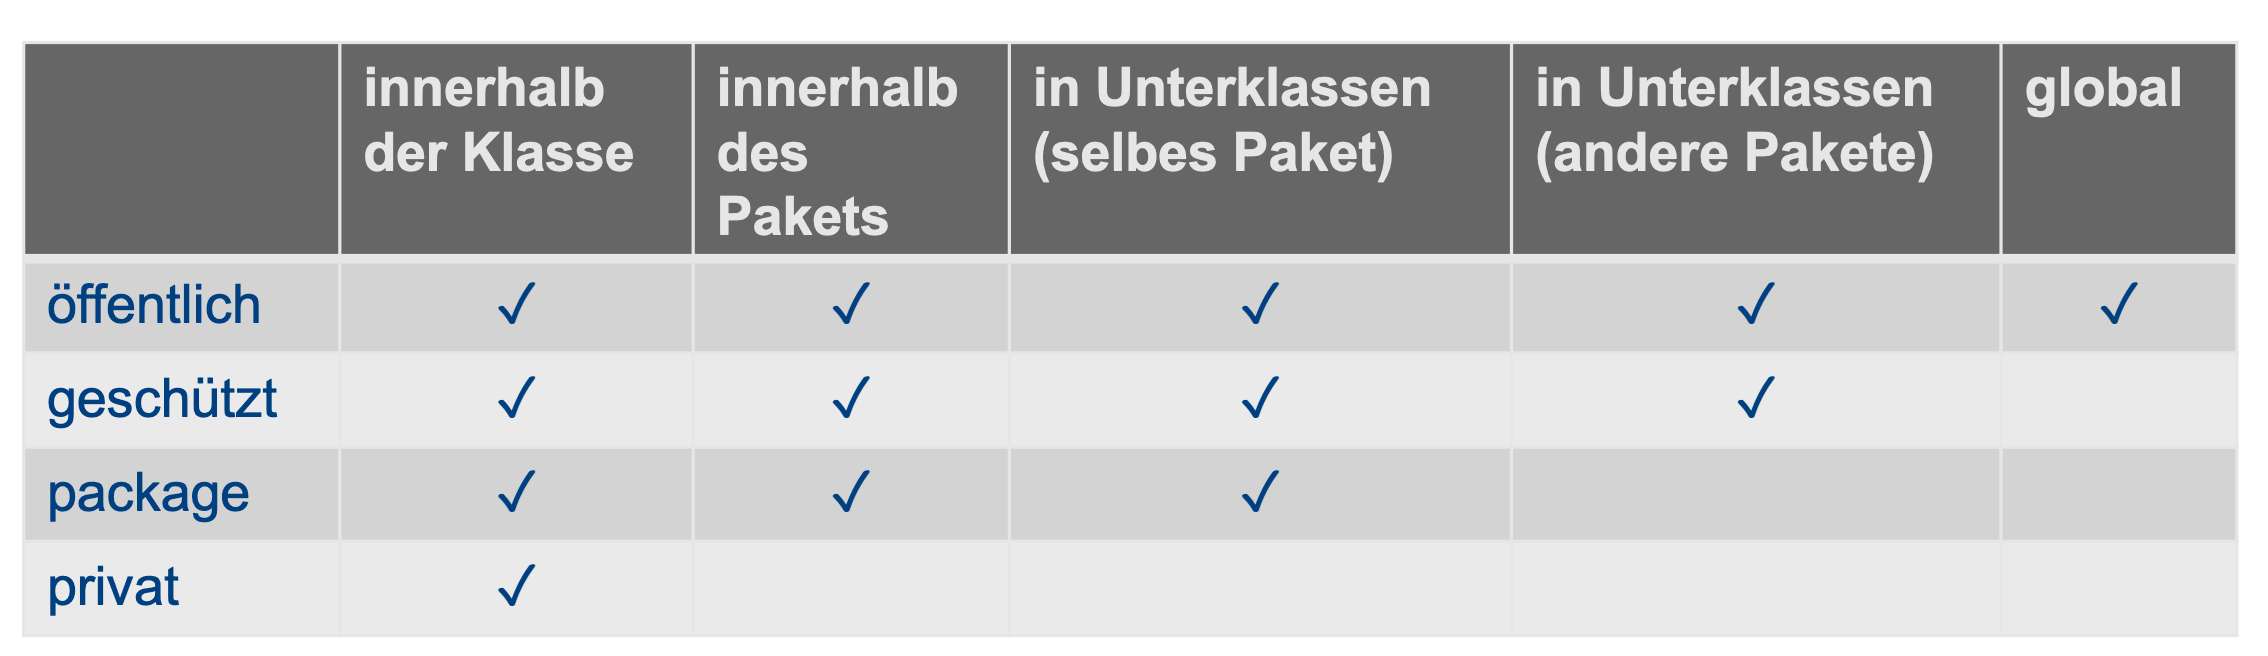 innerhalb der Klasse innerhalb des Pakets in Unterklassen (selbes Paket) in Unterklassen (andere Pakete) global
öffentlich ✓ ✓ ✓ ✓ ✓
geschützt ✓ ✓ ✓ ✓
package ✓ ✓ ✓
privat ✓